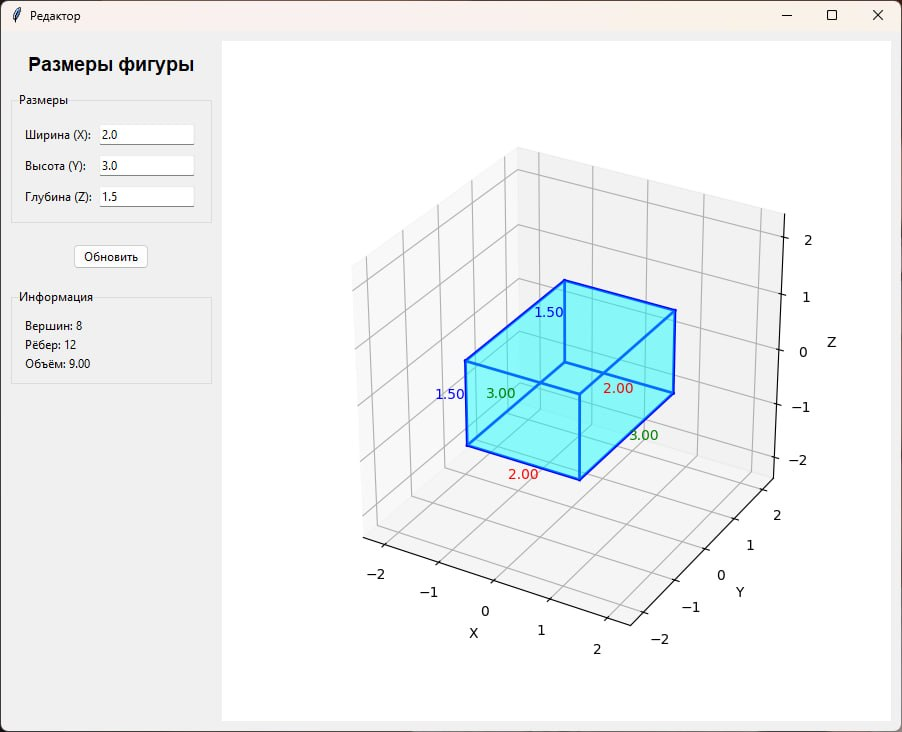 Редактор
Размеры фигуры
Размеры
Ширина (X): 2.0
Высота (Y): 3.0
Глубина (Z): 1.5
Обновить
Информация
Вершин: 8
Рёбер: 12
Объём: 9.00
1.50
1.50
3.00
2.00
3.00
2.00
2
1
0
−1
−2
Z
2
1
0
−1
−2
Y
−2
−1
0
1
2
X